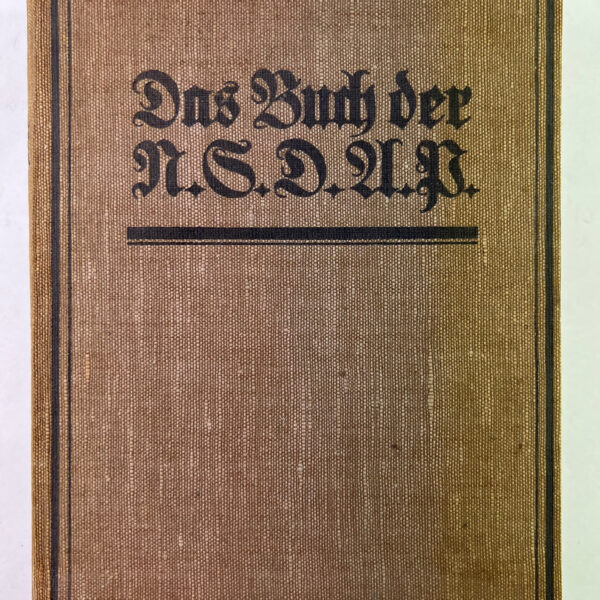 Das Buch der
N.S.D.A.P.